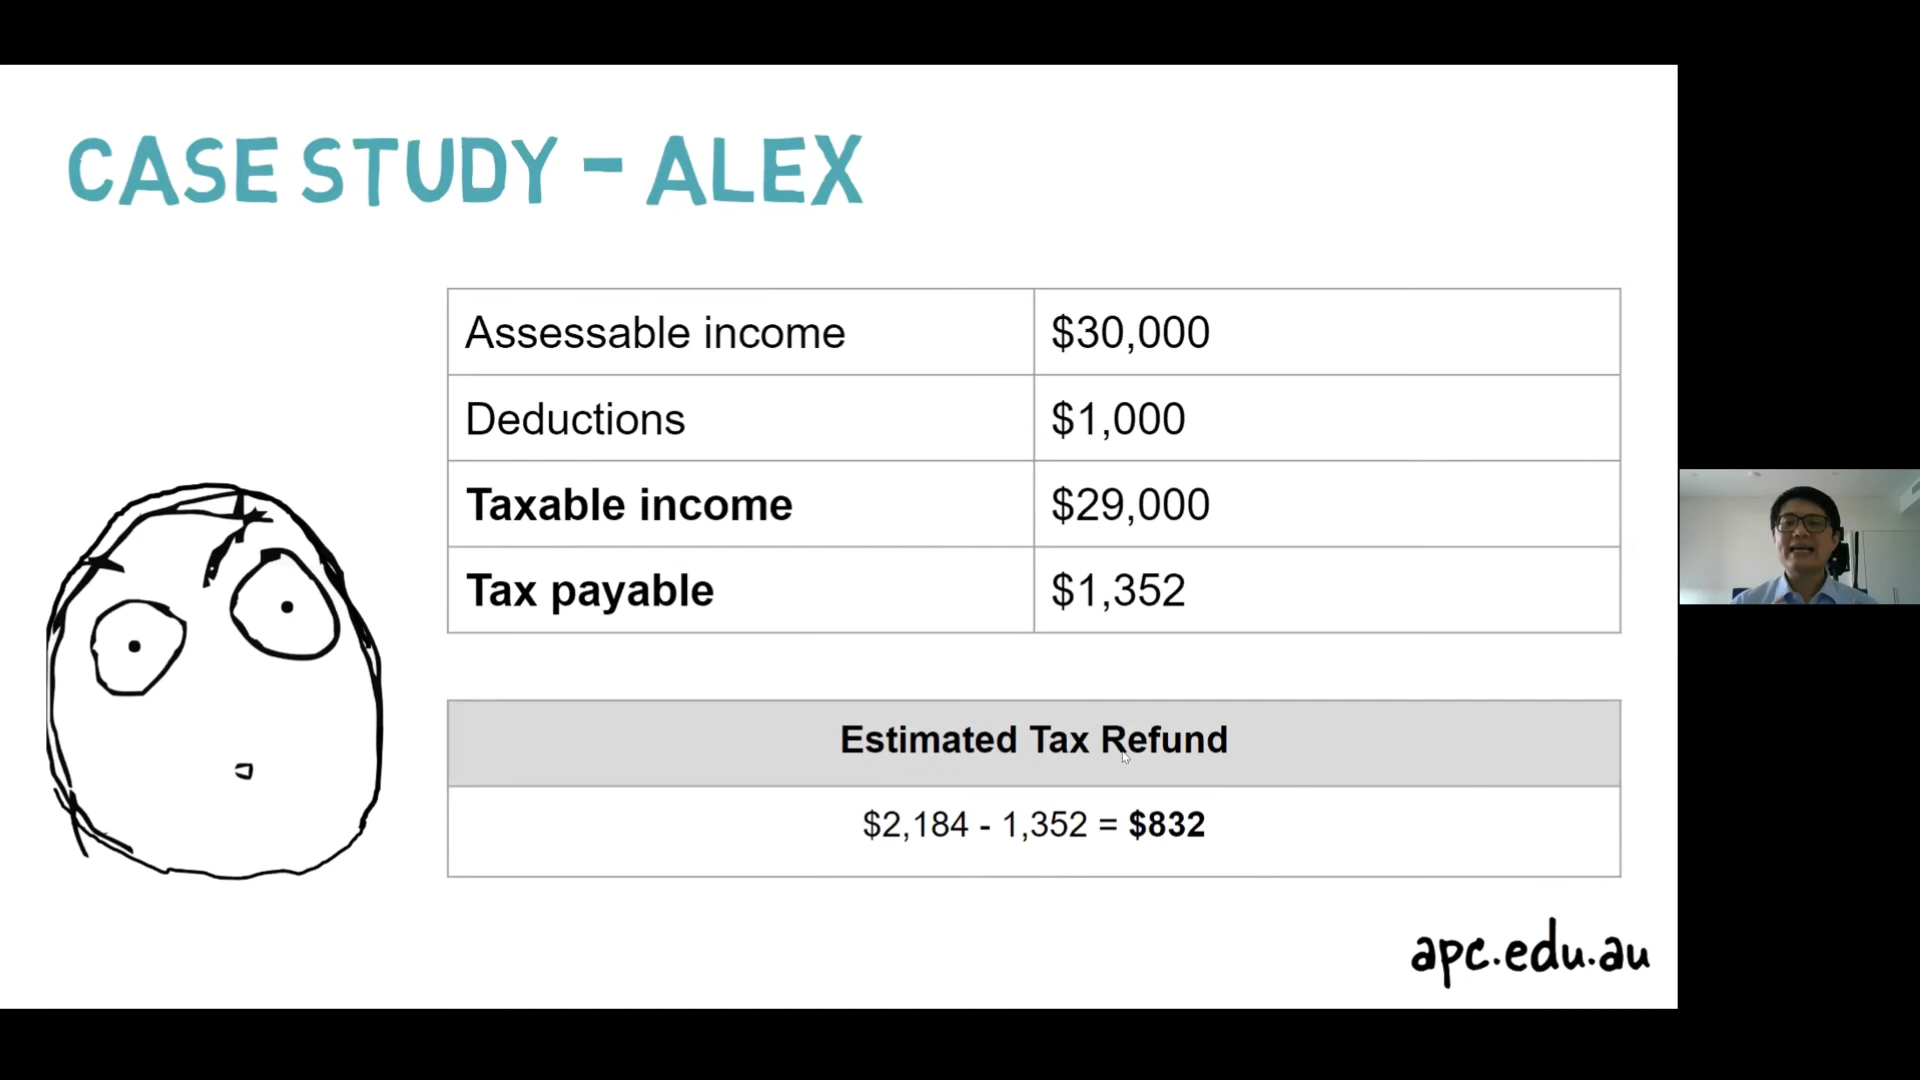 CASE STUDY - ALEX
Assessable income $30,000
Deductions $1,000
Taxable income $29,000
Tax payable $1,352
Estimated Tax Refund
$2,184 - 1,352 = $832
apc.edu.au